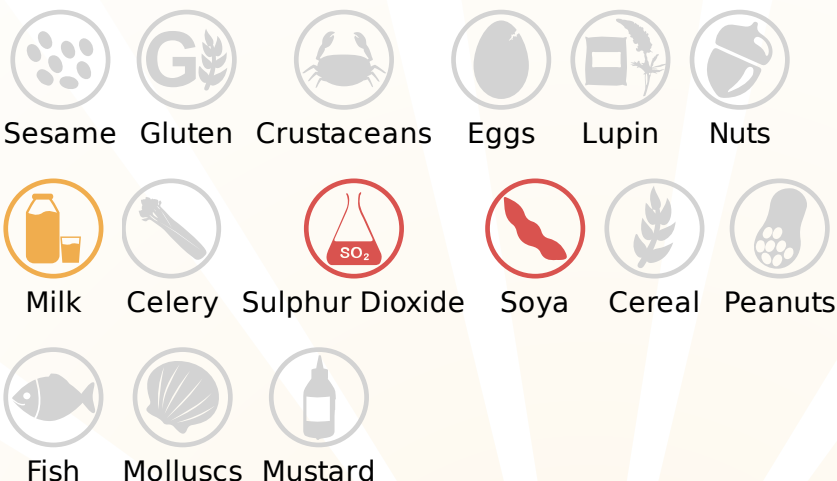 G
Sesame Gluten Crustaceans Eggs Lupin Nuts
SO₂
Milk Celery Sulphur Dioxide Soya Cereal Peanuts
Fish Molluscs Mustard